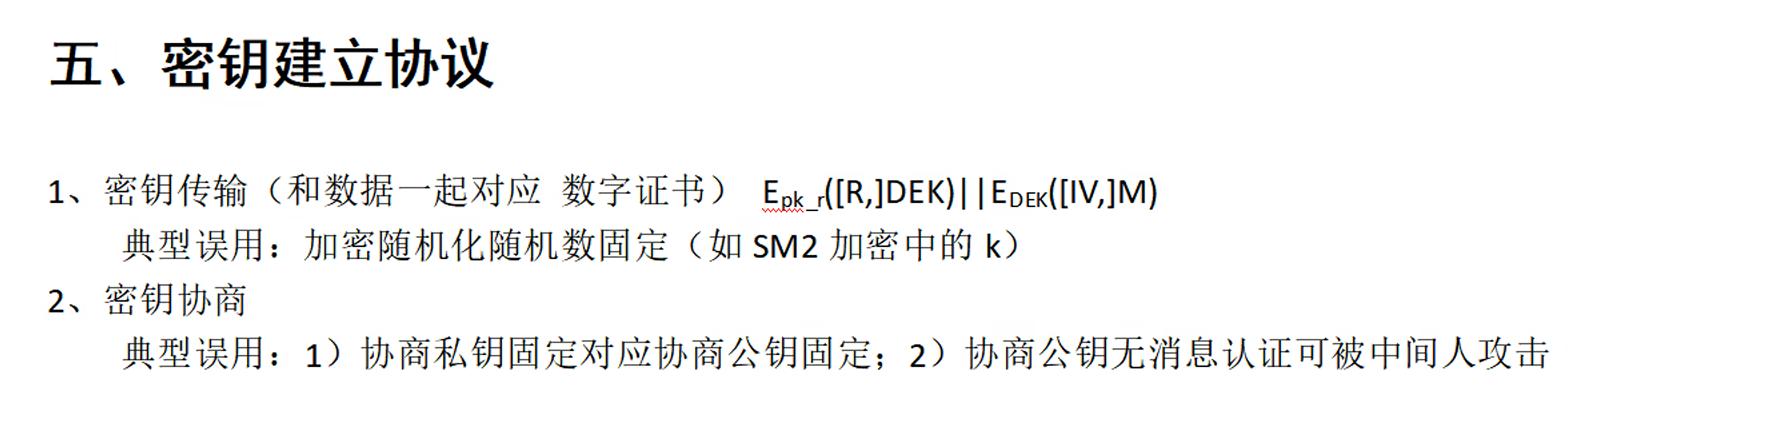 五、密钥建立协议
1、密钥传输（和数据一起对应 数字证书） Epk_r([R,]DEK)||EDEK([IV,]M)
典型误用：加密随机化随机数固定（如 SM2 加密中的 k）
2、密钥协商
典型误用：1）协商私钥固定对应协商公钥固定；2）协商公钥无消息认证可被中间人攻击